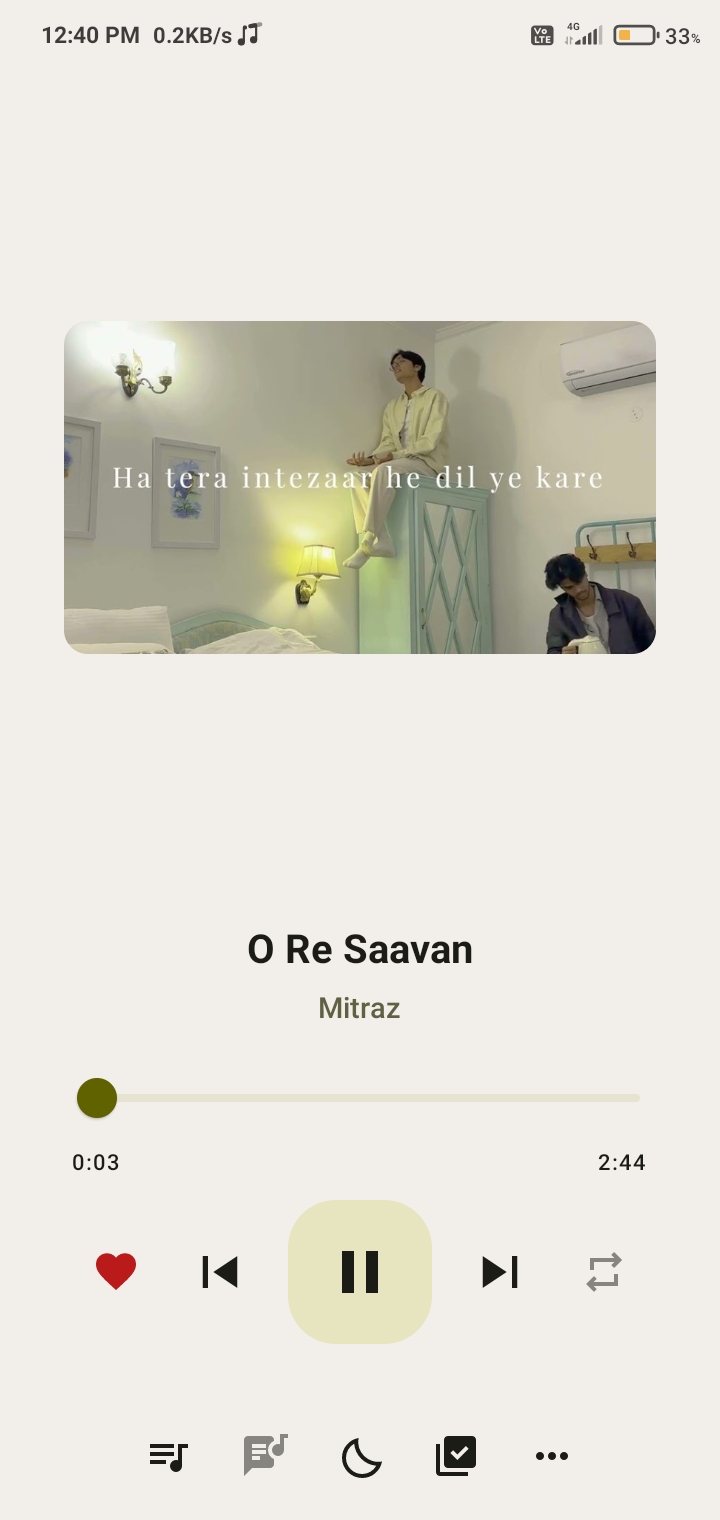 12:40 PM 0.2KB/s
Vo LTE 4G 33%
Ha tera intezaar he dil ye kare
O Re Saavan
Mitraz
0:03 2:44